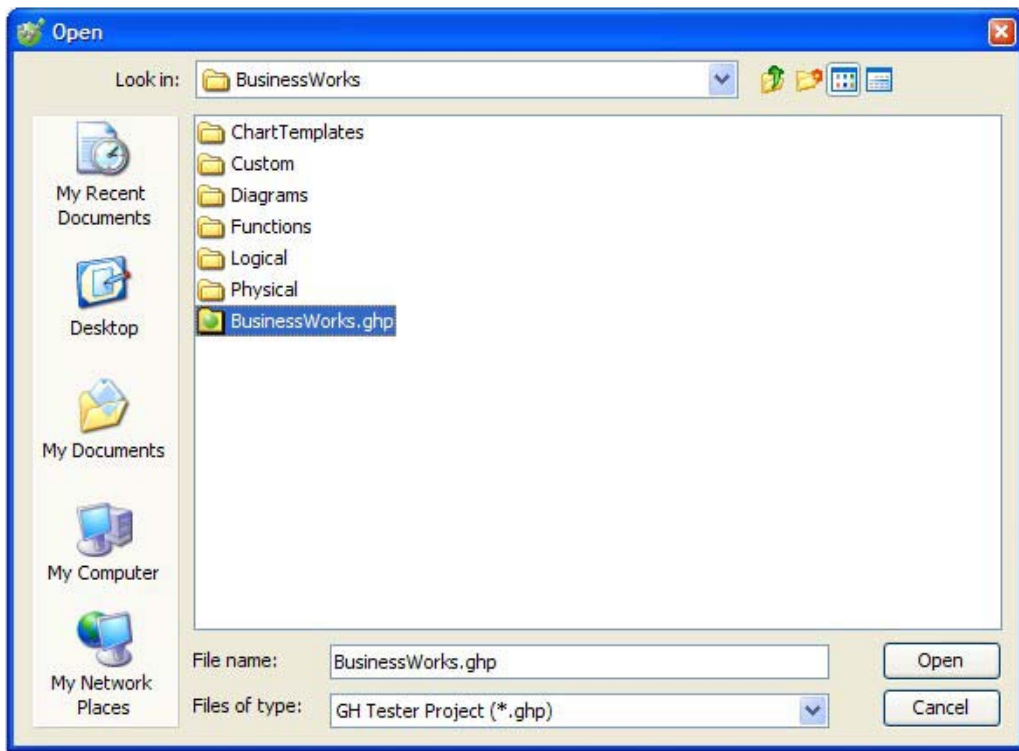 Open
Look in:
BusinessWorks
My Recent
Documents
Desktop
My Documents
My Computer
My Network
Places
ChartTemplates
Custom
Diagrams
Functions
Logical
Physical
BusinessWorks.ghp
File name:
BusinessWorks.ghp
Open
Files of type:
GH Tester Project (*.ghp)
Cancel